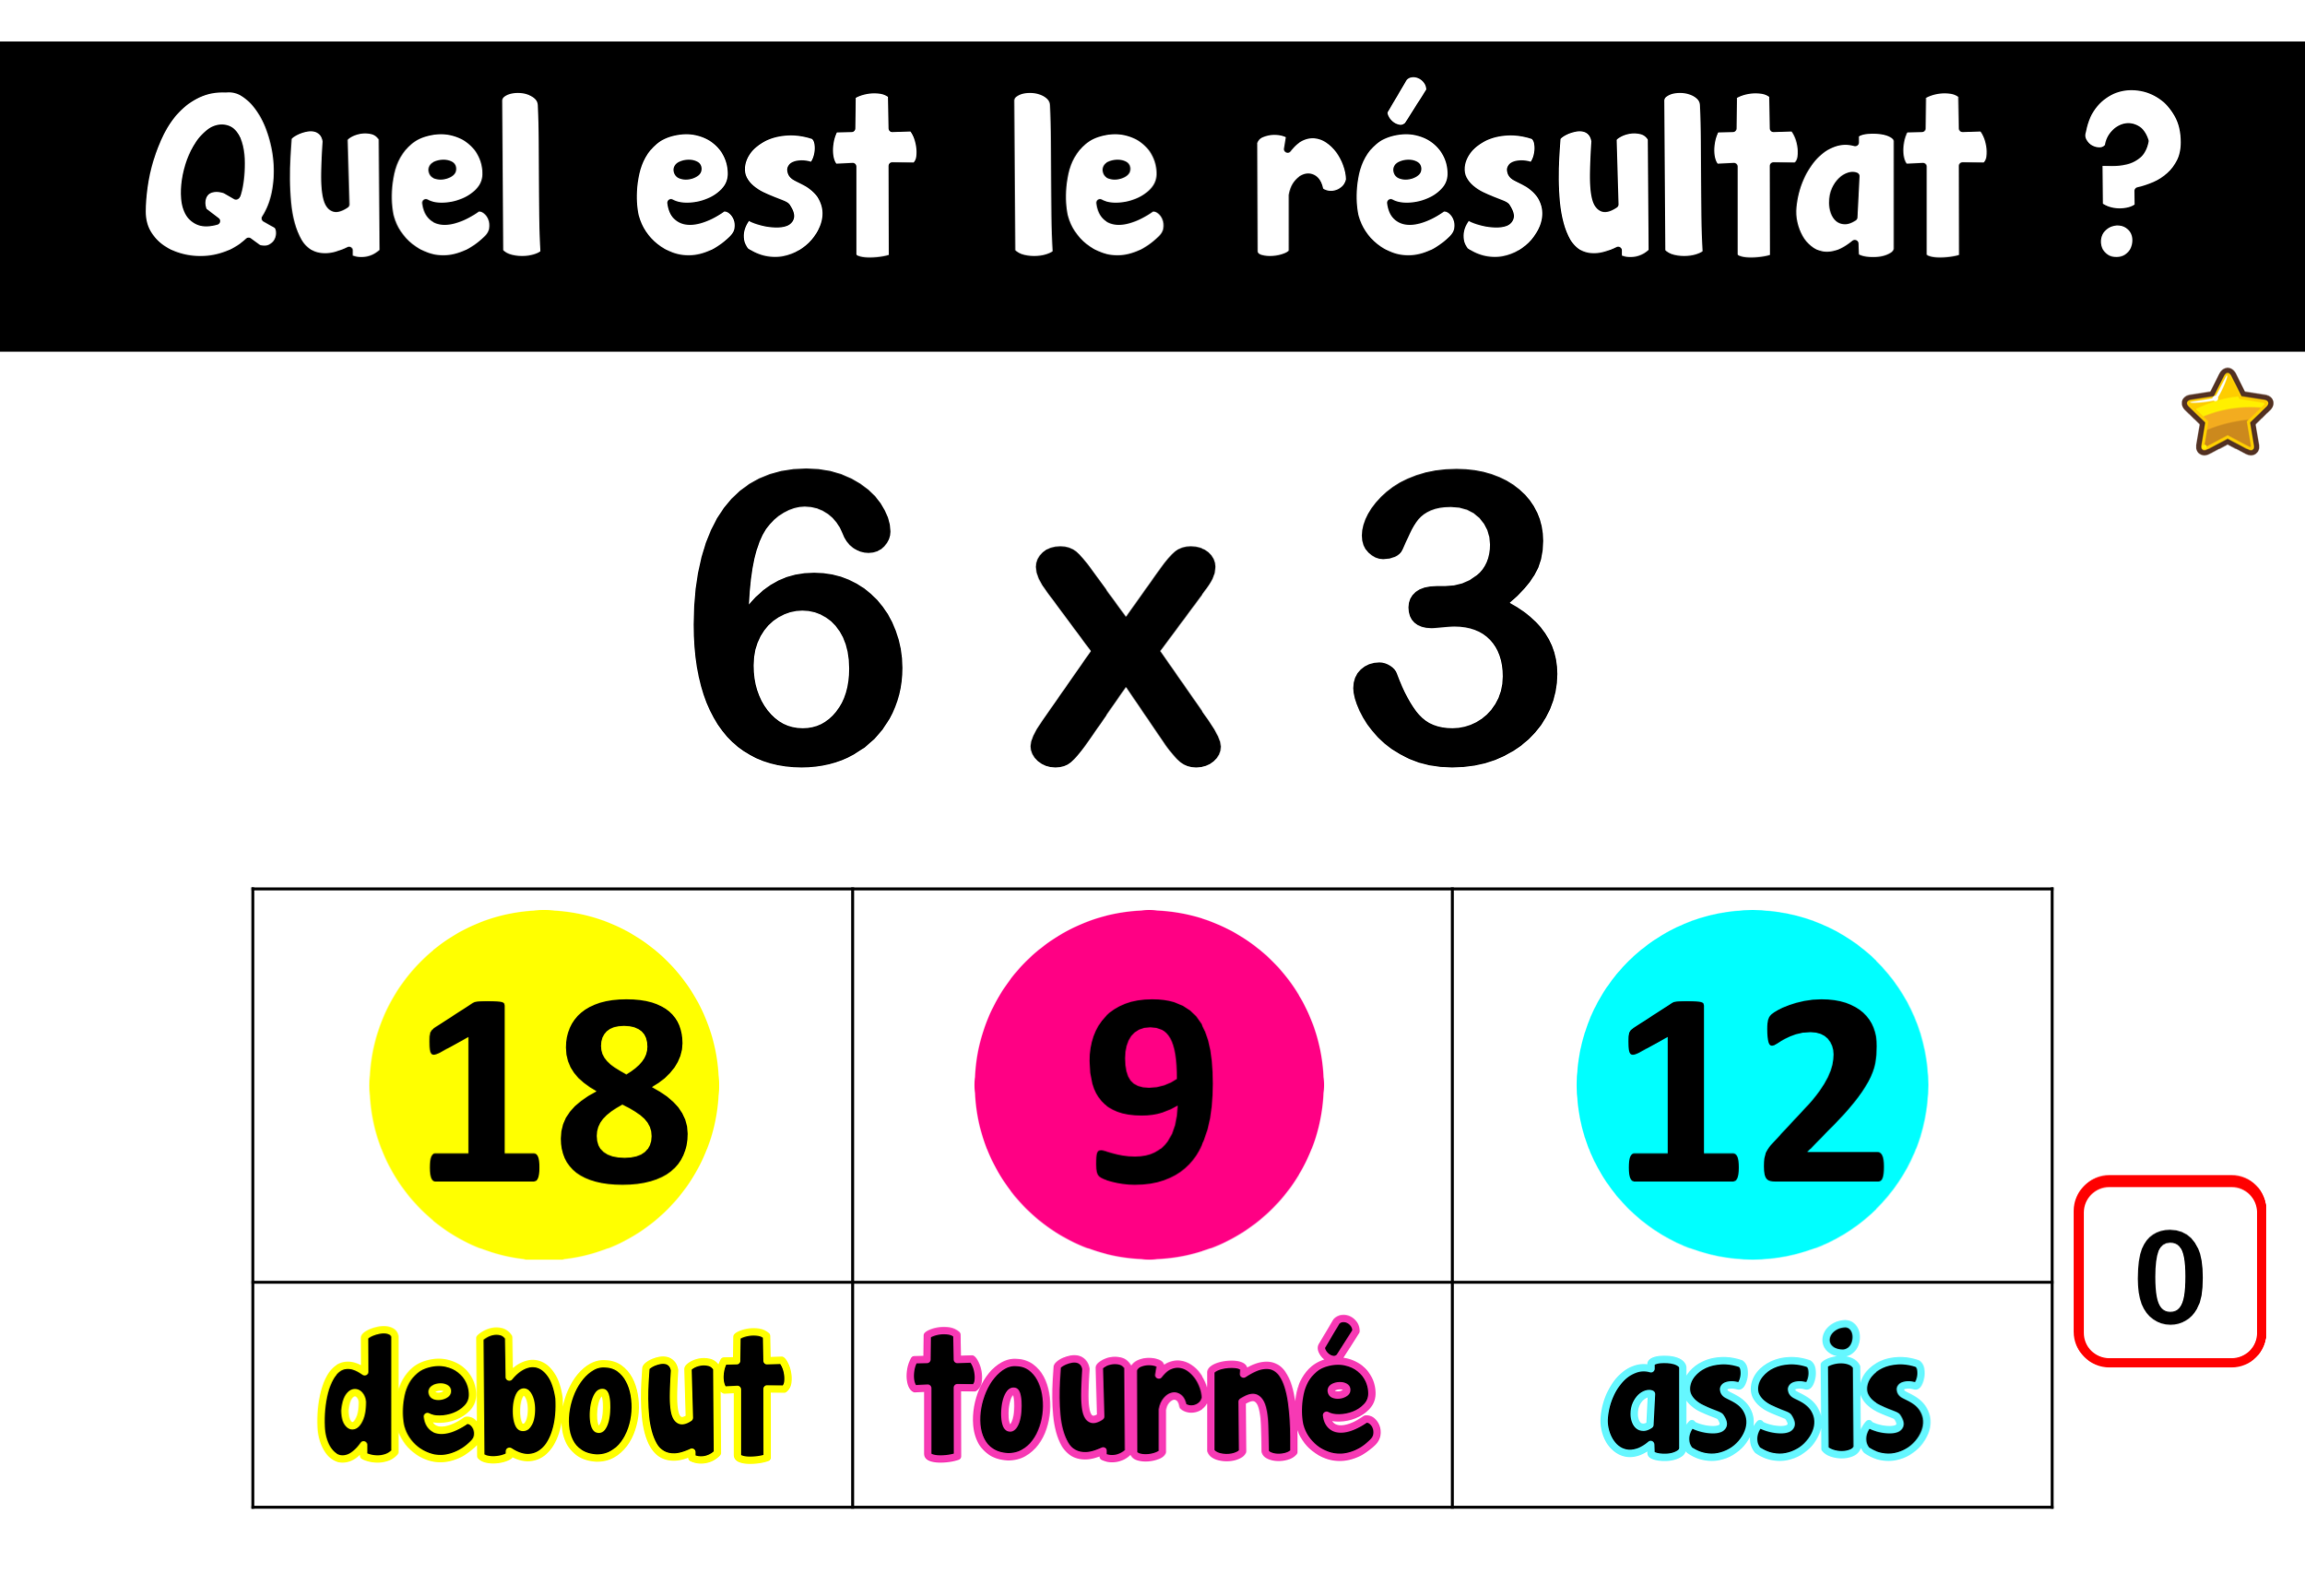 Quel est le résultat ?
6 x 3
18 9 12
0
debout tourné assis